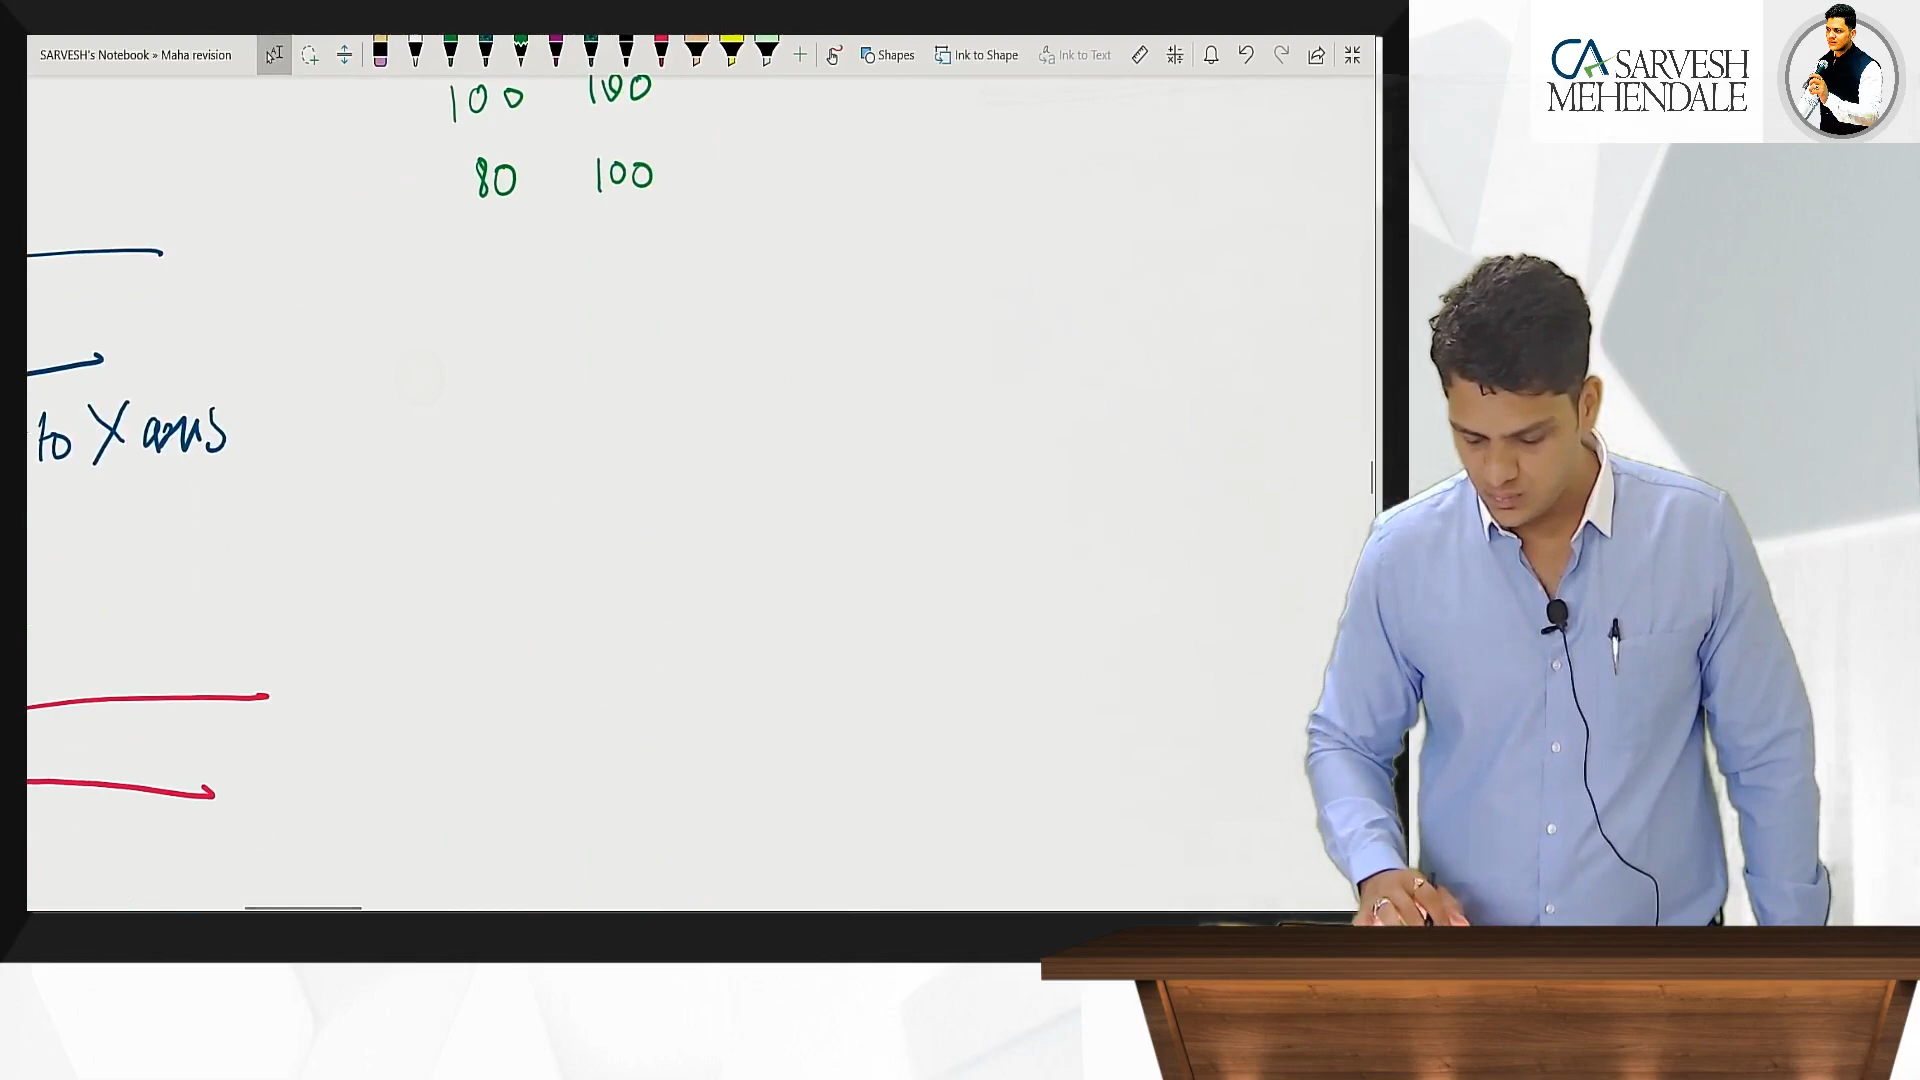 SARVESH's Notebook » Maha revision
Shapes
Ink to Shape
Ink to Text
CA SARVESH
MEHENDALE
100 100
80 100
to X axis